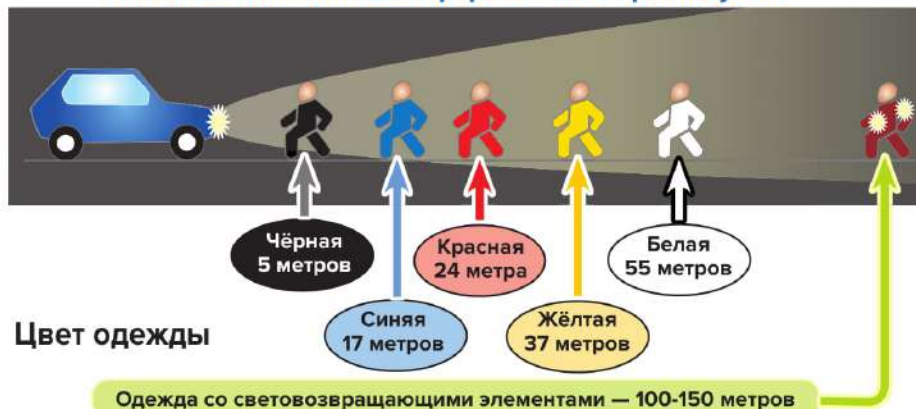 Чёрная
5 метров
Красная
24 метра
Белая
55 метров
Синяя
17 метров
Жёлтая
37 метров
Цвет одежды
Одежда со световозвращающими элементами — 100-150 метров